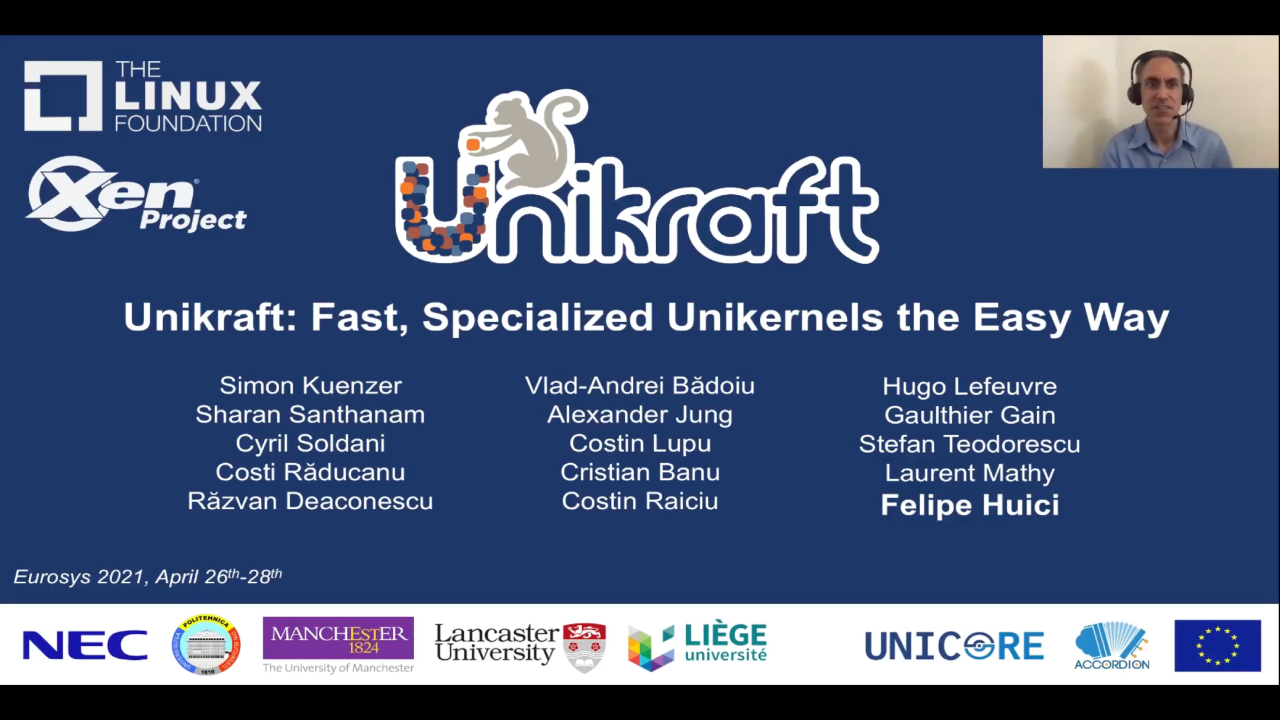 THE
LINUX
FOUNDATION
Xen
Project
Unikraft
Unikraft: Fast, Specialized Unikernels the Easy Way
Simon Kuenzer
Sharan Santhanam
Cyril Soldani
Costi Răducanu
Răzvan Deaconescu
Vlad-Andrei Bădoiu
Alexander Jung
Costin Lupu
Cristian Banu
Costin Raiciu
Hugo Lefeuvre
Gaulthier Gain
Stefan Teodorescu
Laurent Mathy
Felipe Huici
Eurosys 2021, April 26th-28th
NEC
POLITEHNICA
1818
MANCHESTER
1824
The University of Manchester
Lancaster
University
LIÈGE
université
UNICORE
ACCORDION